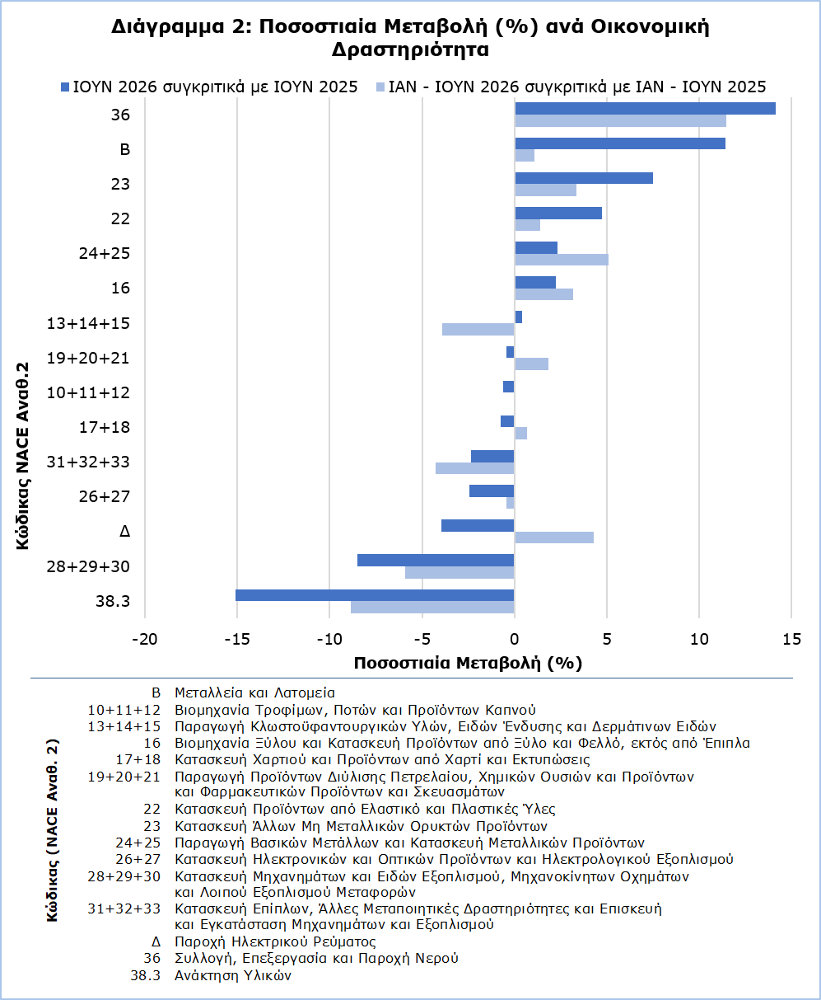 Διάγραμμα 2: Ποσοστιαία Μεταβολή (%) ανά Οικονομική
Δραστηριότητα
ΙΟΥΝ 2026 συγκριτικά με ΙΟΥΝ 2025
ΙΑΝ - ΙΟΥΝ 2026 συγκριτικά με ΙΑΝ - ΙΟΥΝ 2025
Κώδικας NACE Αναθ.2
36
Β
23
22
24+25
16
13+14+15
19+20+21
10+11+12
17+18
31+32+33
26+27
Δ
28+29+30
38.3
-20 -15 -10 -5 0 5 10 15
Ποσοστιαία Μεταβολή (%)
Κώδικας (NACE Αναθ. 2)
Β Μεταλλεία και Λατομεία
10+11+12 Βιομηχανία Τροφίμων, Ποτών και Προϊόντων Καπνού
13+14+15 Παραγωγή Κλωστοϋφαντουργικών Υλών, Ειδών Ένδυσης και Δερμάτινων Ειδών
16 Βιομηχανία Ξύλου και Κατασκευή Προϊόντων από Ξύλο και Φελλό, εκτός από Έπιπλα
17+18 Κατασκευή Χαρτιού και Προϊόντων από Χαρτί και Εκτυπώσεις
19+20+21 Παραγωγή Προϊόντων Διύλισης Πετρελαίου, Χημικών Ουσιών και Προϊόντων
και Φαρμακευτικών Προϊόντων και Σκευασμάτων
22 Κατασκευή Προϊόντων από Ελαστικό και Πλαστικές Ύλες
23 Κατασκευή Άλλων Μη Μεταλλικών Ορυκτών Προϊόντων
24+25 Παραγωγή Βασικών Μετάλλων και Κατασκευή Μεταλλικών Προϊόντων
26+27 Κατασκευή Ηλεκτρονικών και Οπτικών Προϊόντων και Ηλεκτρολογικού Εξοπλισμού
28+29+30 Κατασκευή Μηχανημάτων και Ειδών Εξοπλισμού, Μηχανοκίνητων Οχημάτων
και Λοιπού Εξοπλισμού Μεταφορών
31+32+33 Κατασκευή Επίπλων, Άλλες Μεταποιητικές Δραστηριότητες και Επισκευή
και Εγκατάσταση Μηχανημάτων και Εξοπλισμού
Δ Παροχή Ηλεκτρικού Ρεύματος
36 Συλλογή, Επεξεργασία και Παροχή Νερού
38.3 Ανάκτηση Υλικών